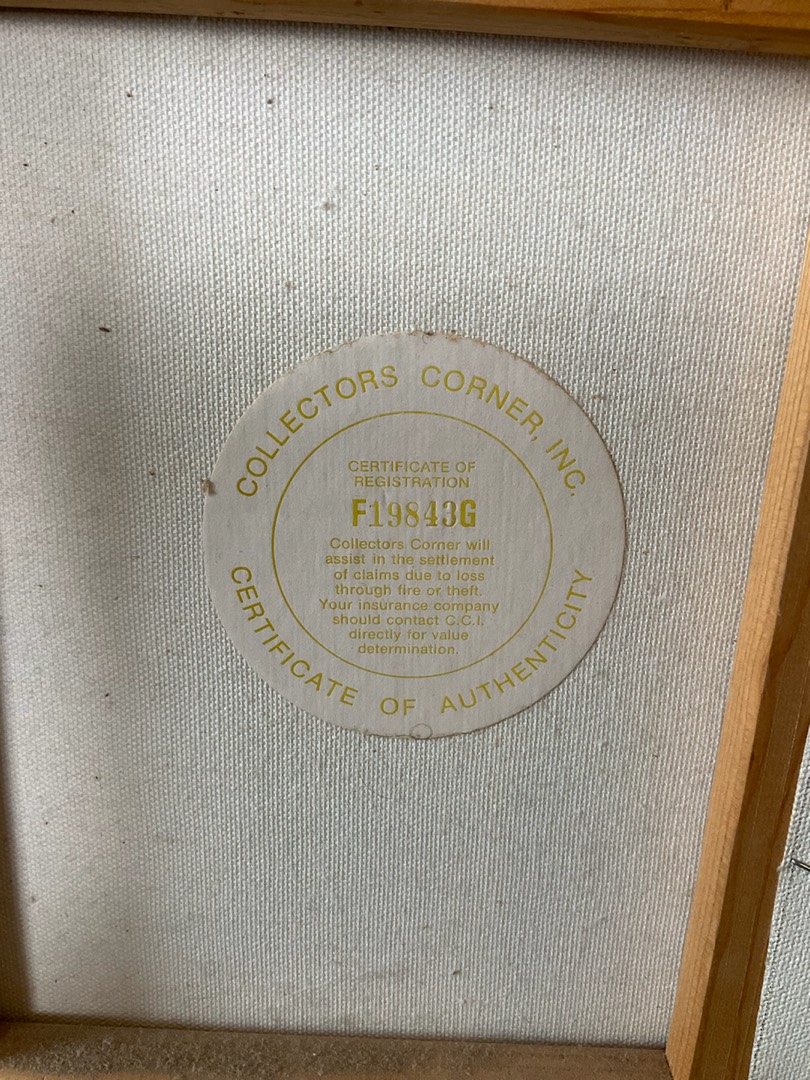 COLLECTORS CORNER, INC.
CERTIFICATE OF
REGISTRATION
F19843G
Collectors Corner will
assist in the settlement
of claims due to loss
through fire or theft.
Your insurance company
should contact C.C.I.
directly for value
determination.
CERTIFICATE OF AUTHENTICITY